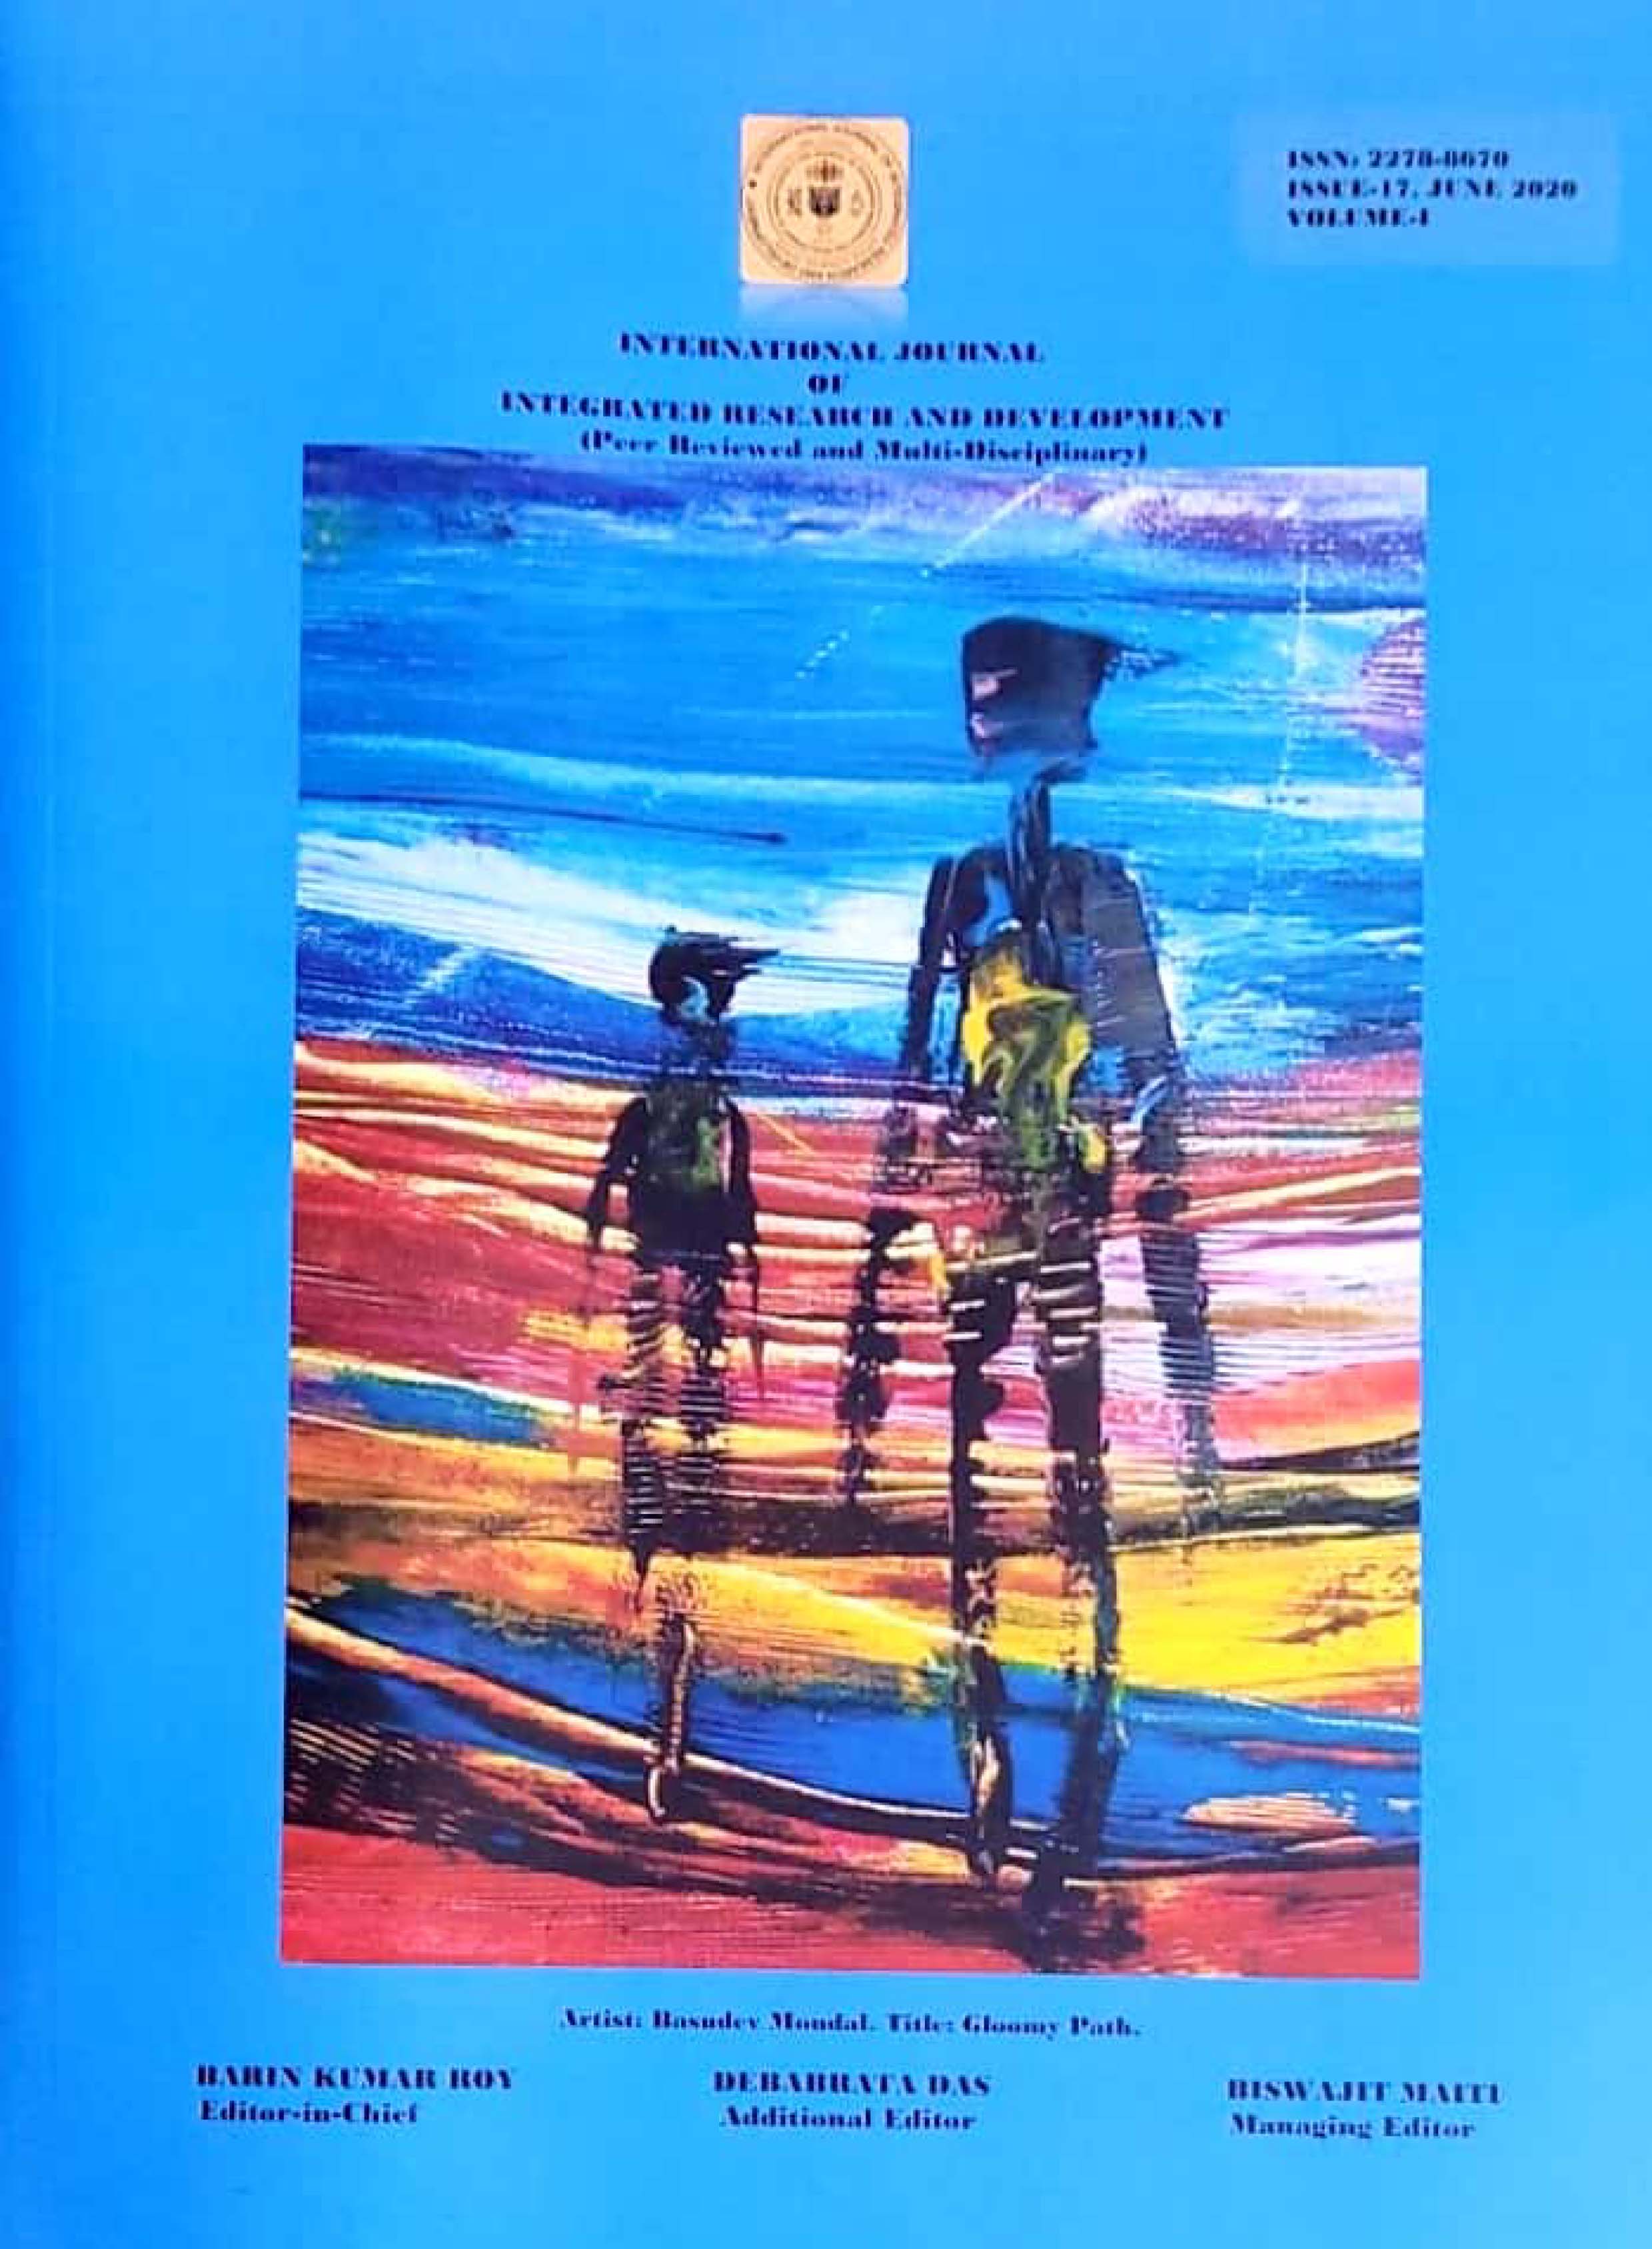 ISSN: 2278-8670
ISSUE-17, JUNE 2020
VOLUME-I
INTERNATIONAL JOURNAL
OF
INTEGRATED RESEARCH AND DEVELOPMENT
(Peer Reviewed and Multi-Disciplinary)
Artist: Basudev Mondal. Title: Gloomy Path.
BARIN KUMAR ROY
Editor-in-Chief
DEBABRATA DAS
Additional Editor
BISWAJIT MAITI
Managing Editor